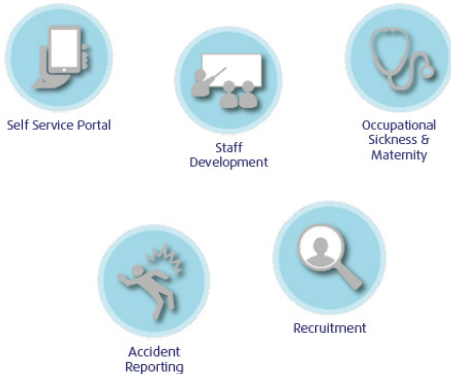 Self Service Portal
Staff
Development
Occupational
Sickness &
Maternity
Accident
Reporting
Recruitment